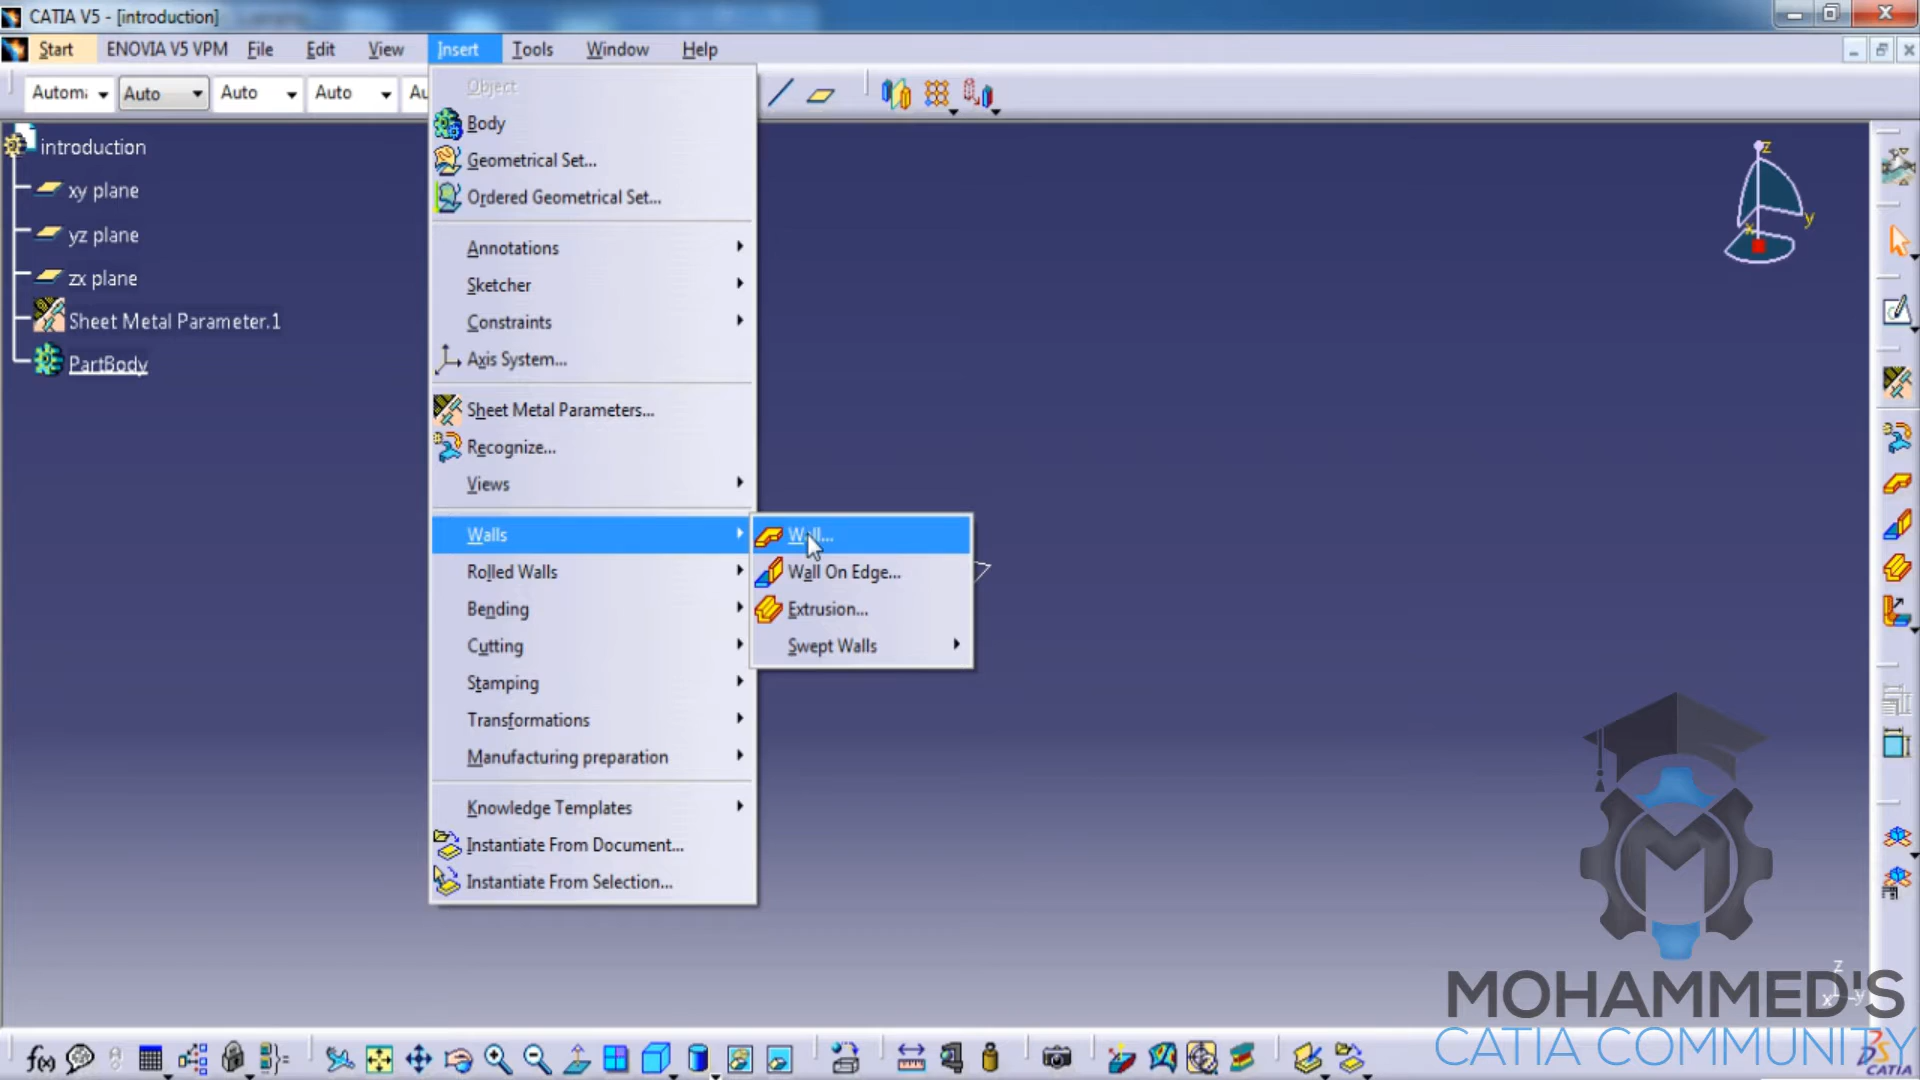 CATIA V5 - [introduction]
Start ENOVIA V5 VPM File Edit View Insert Tools Window Help
Automa Auto Auto Auto Au
introduction
xy plane
yz plane
zx plane
Sheet Metal Parameter.1
PartBody
Object
Body
Geometrical Set...
Ordered Geometrical Set...
Annotations
Sketcher
Constraints
Axis System...
Sheet Metal Parameters...
Recognize...
Views
Walls
Rolled Walls
Bending
Cutting
Stamping
Transformations
Manufacturing preparation
Knowledge Templates
Instantiate From Document...
Instantiate From Selection...
Wall...
Wall On Edge...
Extrusion...
Swept Walls
z
y
x
z
x y
MOHAMMED'S
CATIA COMMUNITY
f(x)
CATIA